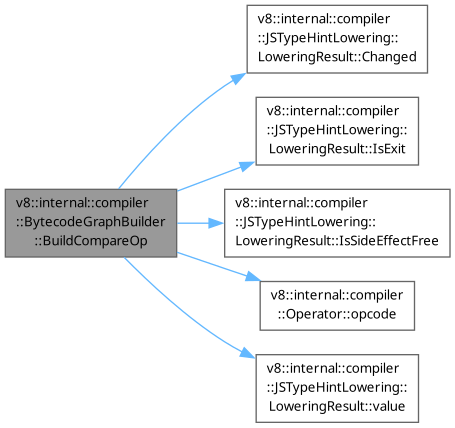 v8::internal::compiler
::BytecodeGraphBuilder
::BuildCompareOp
v8::internal::compiler
::JSTypeHintLowering::
LoweringResult::Changed
v8::internal::compiler
::JSTypeHintLowering::
LoweringResult::IsExit
v8::internal::compiler
::JSTypeHintLowering::
LoweringResult::IsSideEffectFree
v8::internal::compiler
::Operator::opcode
v8::internal::compiler
::JSTypeHintLowering::
LoweringResult::value